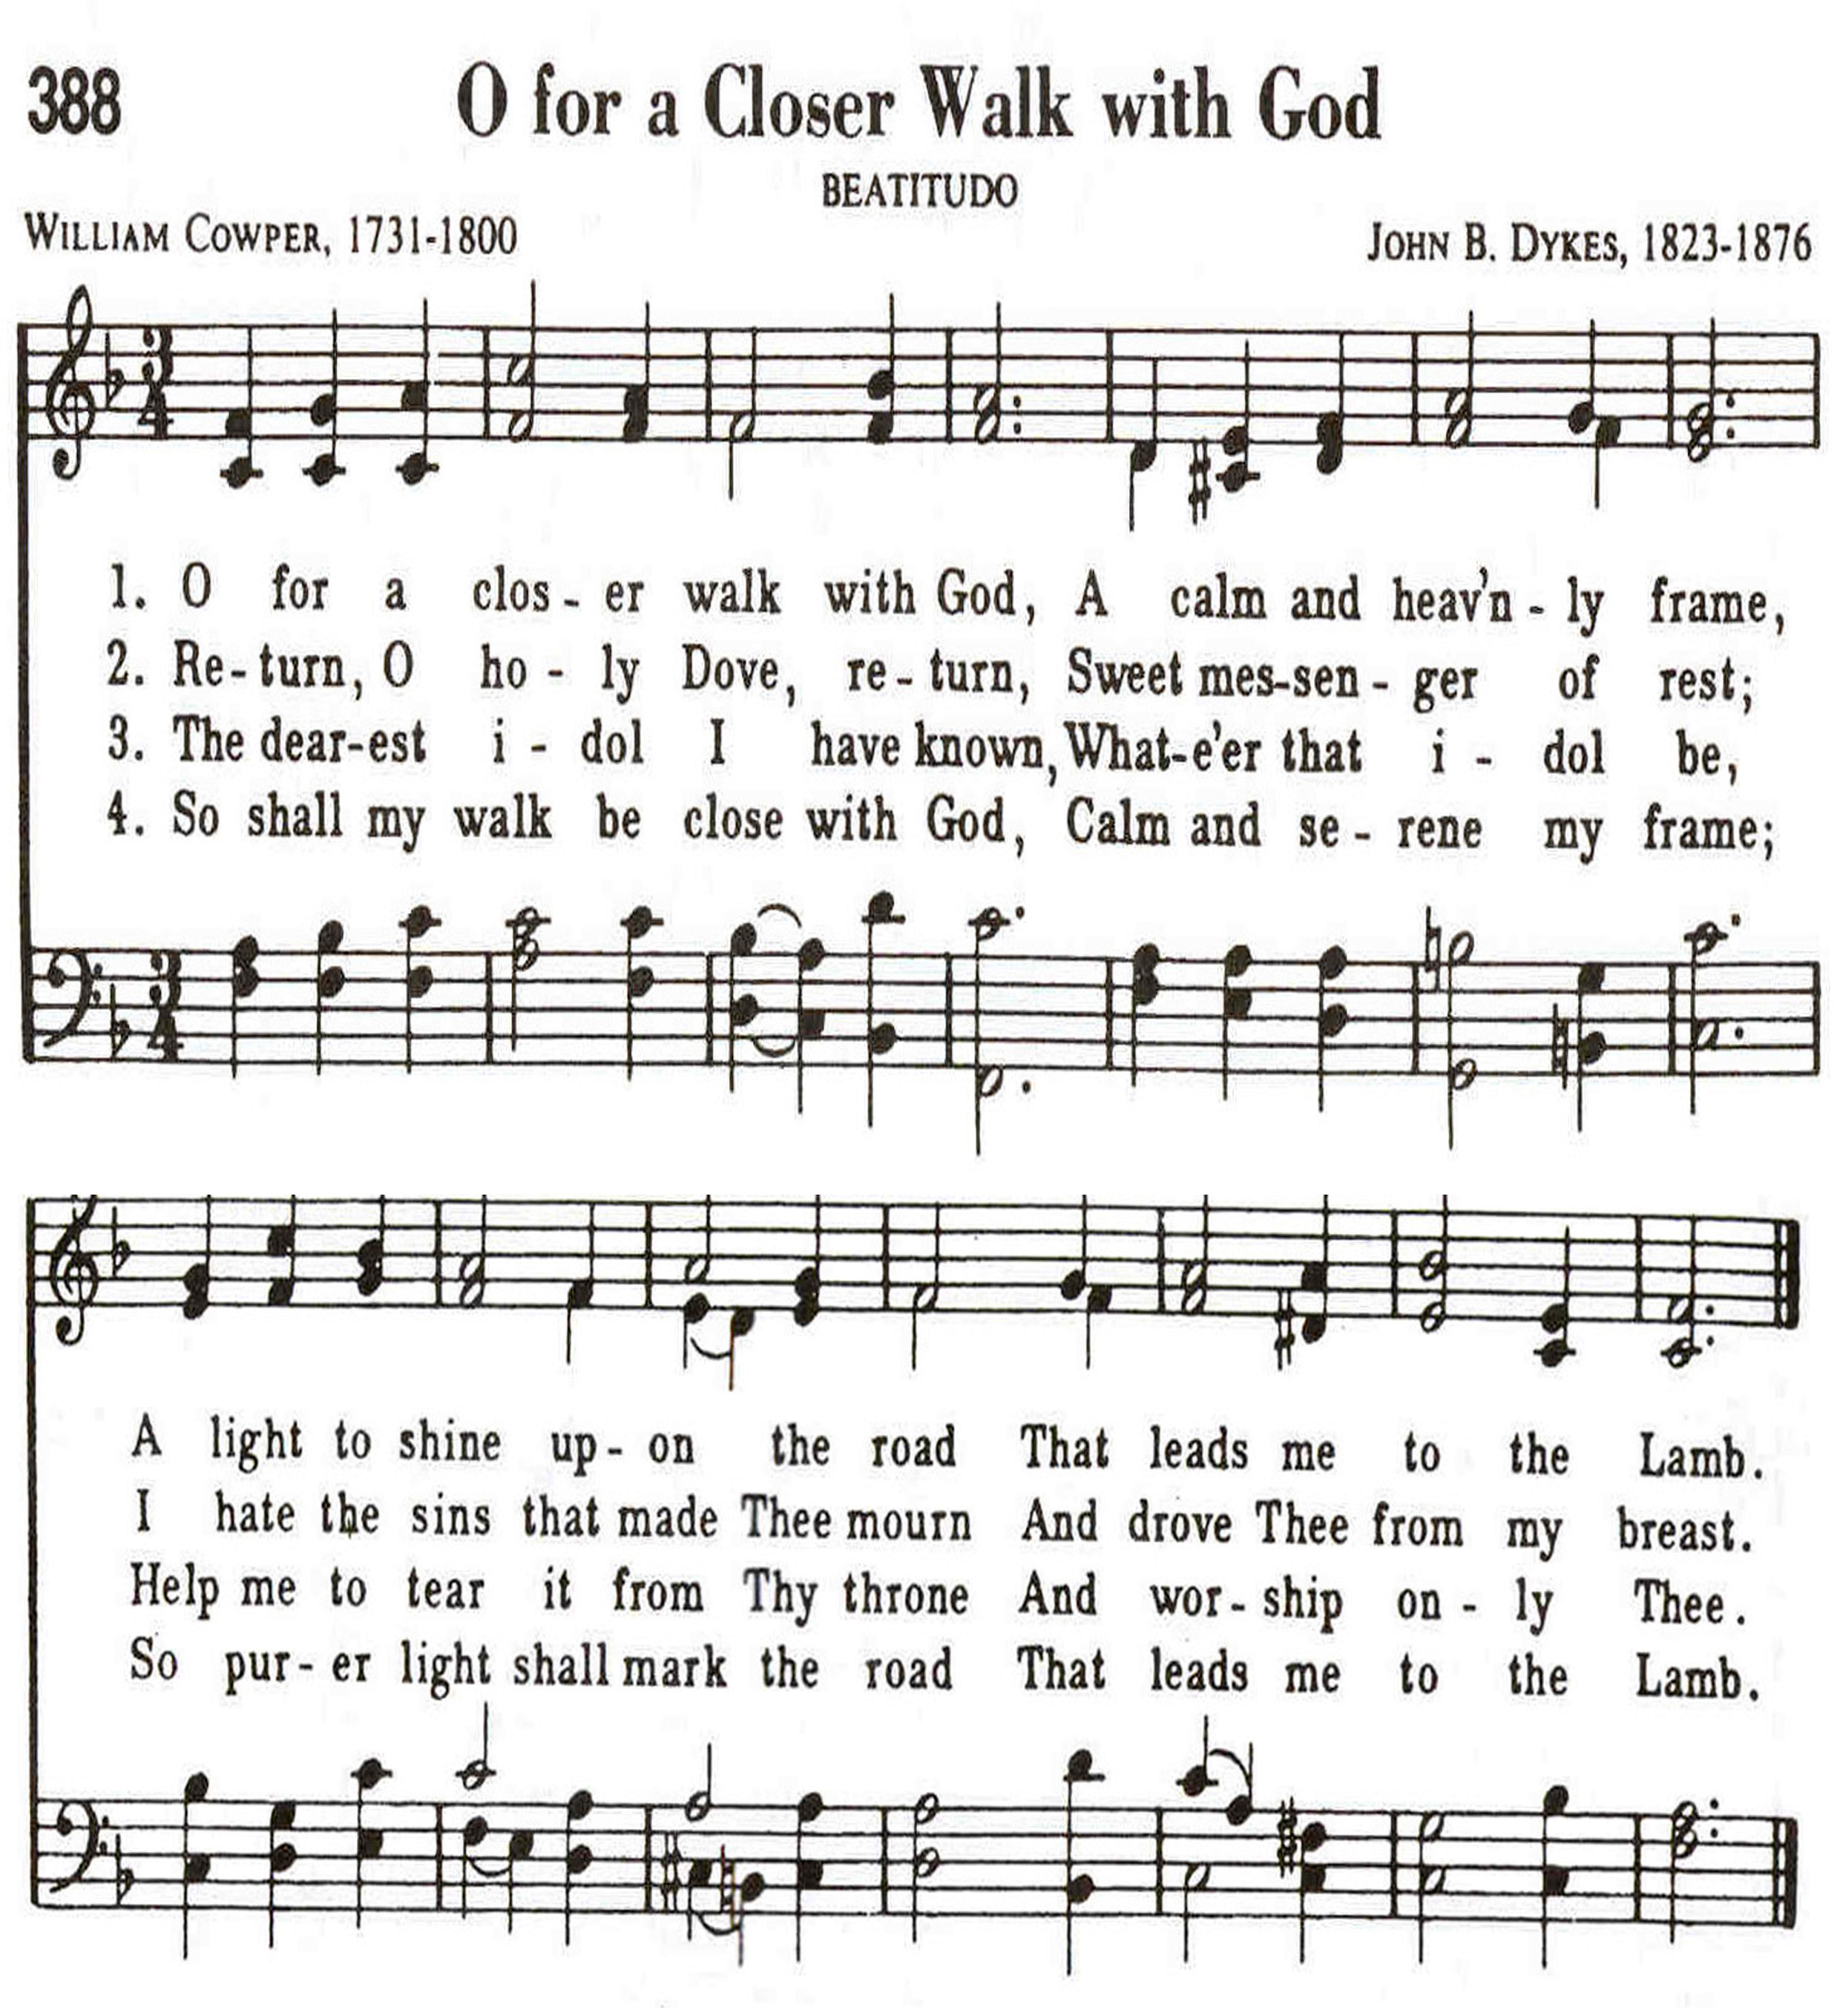 388
O for a Closer Walk with God
BEATITUDO
WILLIAM COWPER, 1731-1800
JOHN B. DYKES, 1823-1876
1. O for a clos - er walk with God, A calm and heav'n - ly frame,
2. Re - turn, O ho - ly Dove, re - turn, Sweet mes-sen - ger of rest;
3. The dear-est i - dol I have known, What-e'er that i - dol be,
4. So shall my walk be close with God, Calm and se - rene my frame;
A light to shine up - on the road That leads me to the Lamb.
I hate the sins that made Thee mourn And drove Thee from my breast.
Help me to tear it from Thy throne And wor - ship on - ly Thee.
So pur - er light shall mark the road That leads me to the Lamb.